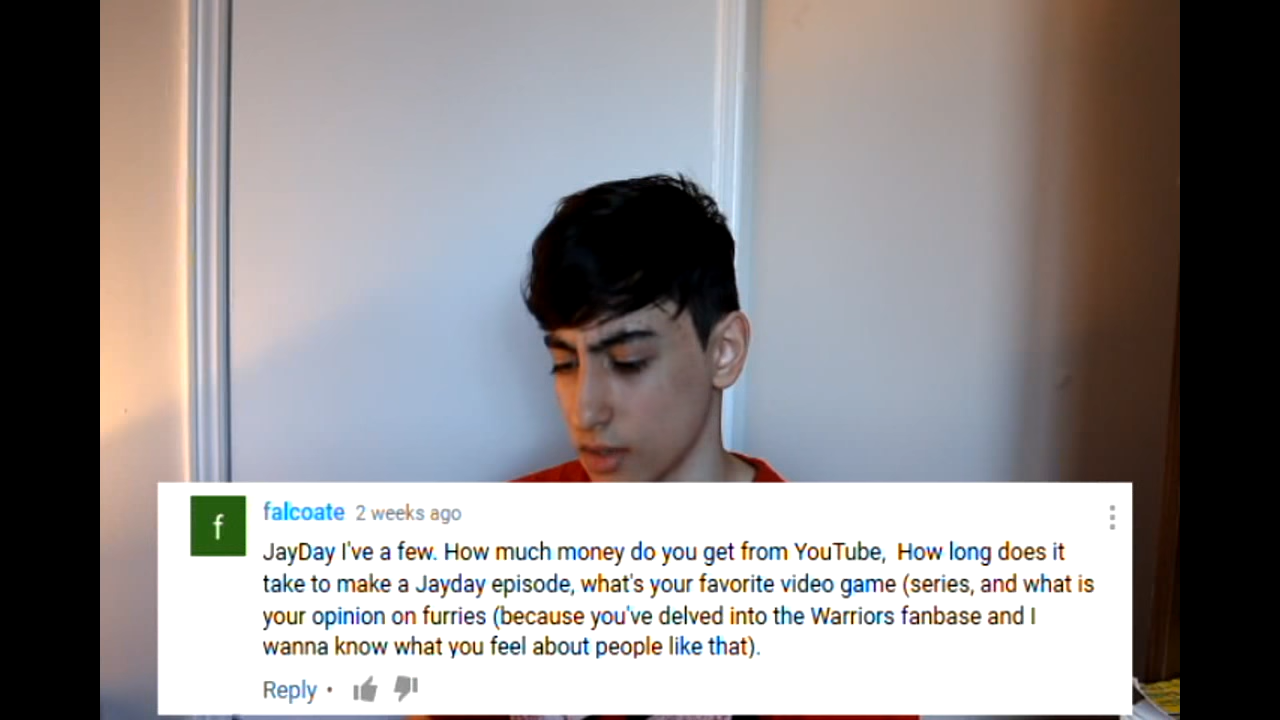 f
falcoate 2 weeks ago
JayDay I've a few. How much money do you get from YouTube,  How long does it
take to make a Jayday episode, what's your favorite video game (series, and what is
your opinion on furries (because you've delved into the Warriors fanbase and I
wanna know what you feel about people like that).
Reply •